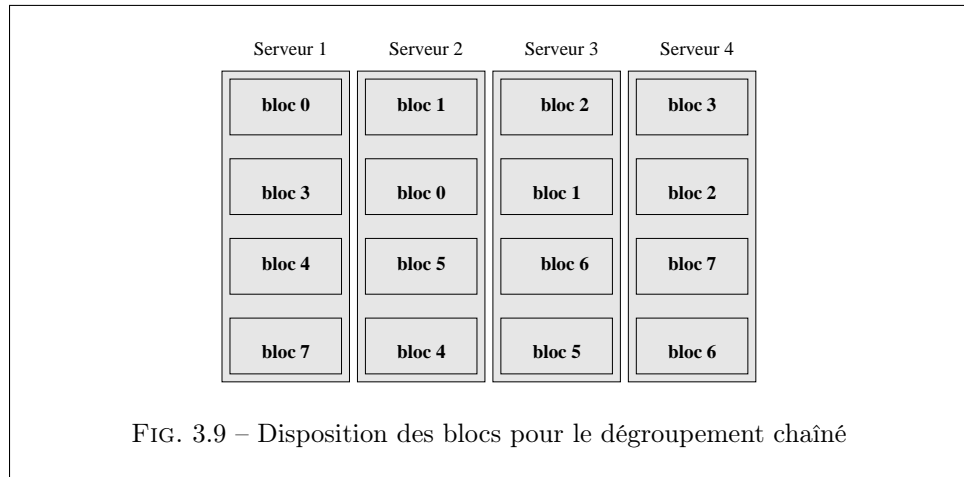 Serveur 1 Serveur 2 Serveur 3 Serveur 4
bloc 0 bloc 1 bloc 2 bloc 3
bloc 3 bloc 0 bloc 1 bloc 2
bloc 4 bloc 5 bloc 6 bloc 7
bloc 7 bloc 4 bloc 5 bloc 6
FIG. 3.9 – Disposition des blocs pour le dégroupement chaîné